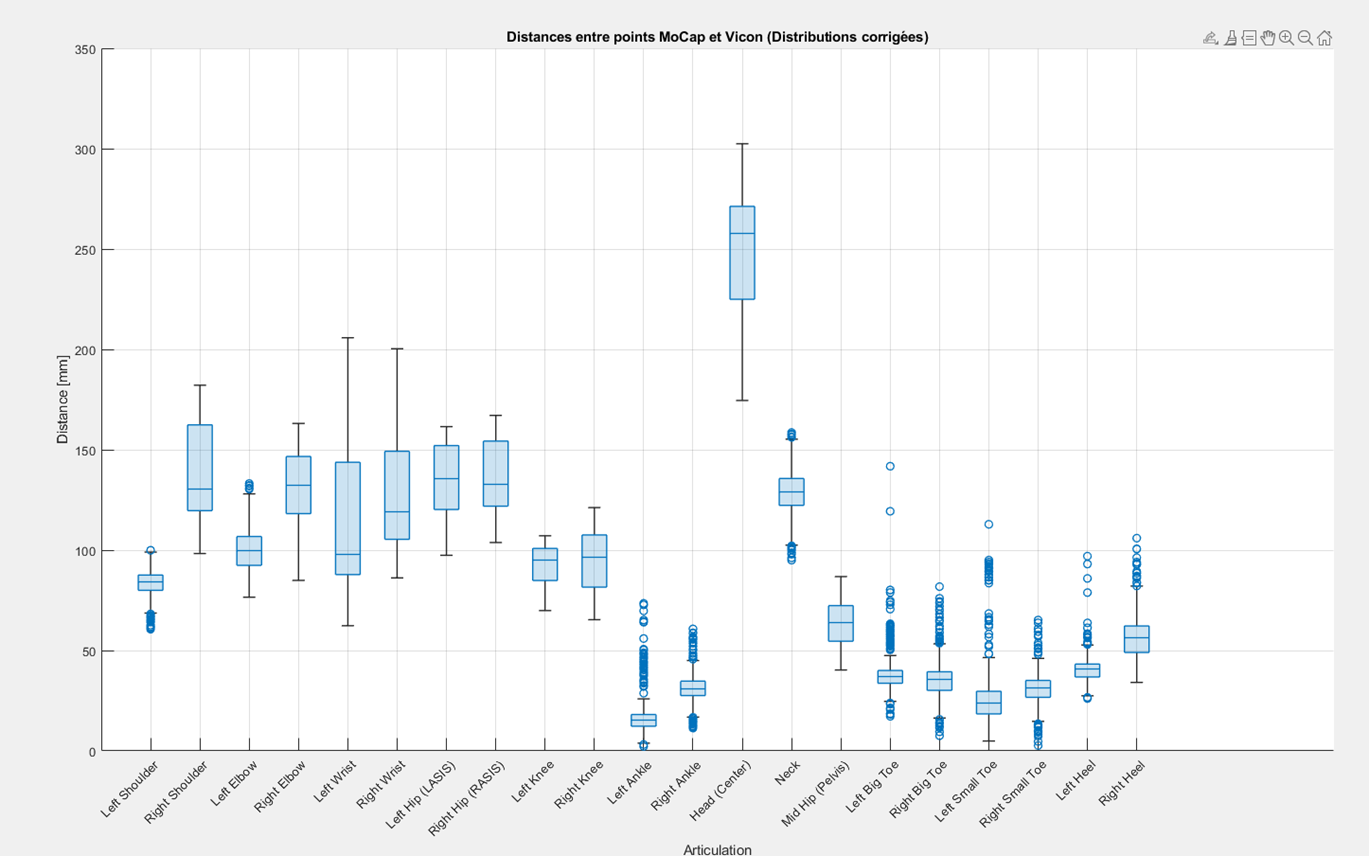 Distances entre points MoCap et Vicon (Distributions corrigées)
350
300
250
200
150
100
50
0
Distance [mm]
Left Shoulder
Right Shoulder
Left Elbow
Right Elbow
Left Wrist
Right Wrist
Left Hip (LASIS)
Right Hip (RASIS)
Left Knee
Right Knee
Left Ankle
Right Ankle
Head (Center)
Neck
Mid Hip (Pelvis)
Left Big Toe
Right Big Toe
Left Small Toe
Right Small Toe
Left Heel
Right Heel
Articulation